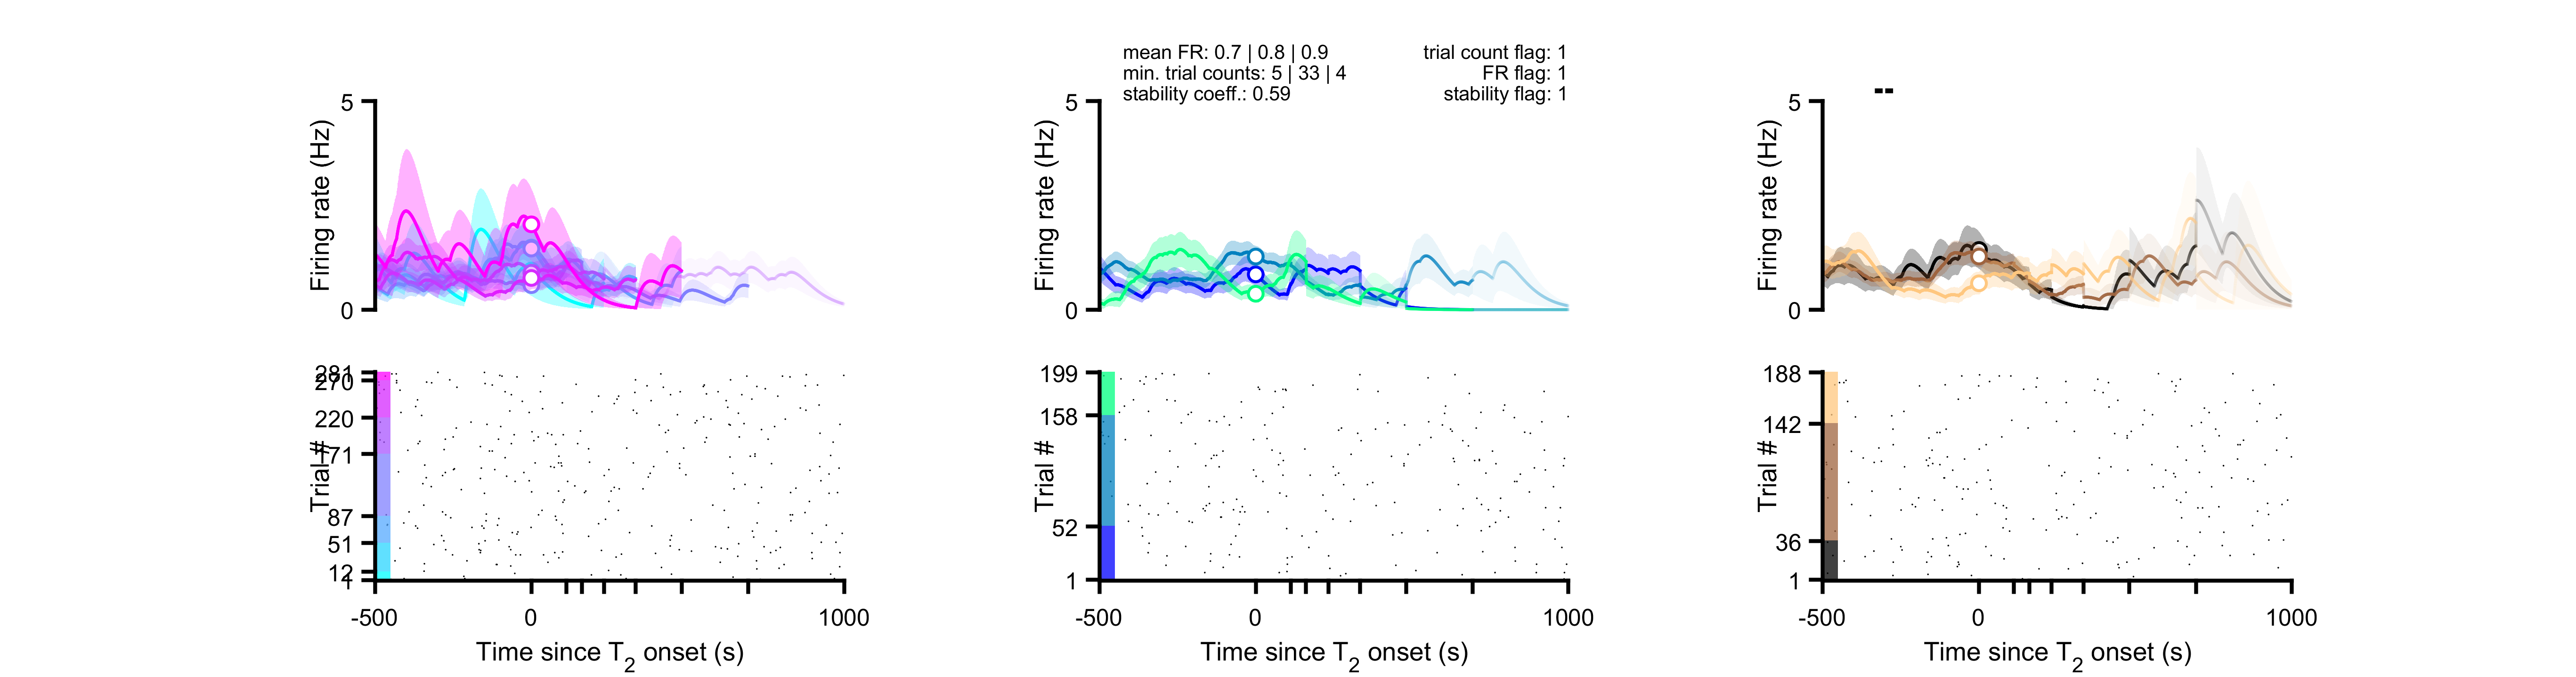 mean FR: 0.7 | 0.8 | 0.9
min. trial counts: 5 | 33 | 4
stability coeff.: 0.59
trial count flag: 1
FR flag: 1
stability flag: 1
--
5
0
Firing rate (Hz)
5
0
Firing rate (Hz)
5
0
Firing rate (Hz)
281
270
220
171
87
51
12
1
Trial #
-500
0
1000
Time since T2 onset (s)
199
158
52
1
Trial #
-500
0
1000
Time since T2 onset (s)
188
142
36
1
Trial #
-500
0
1000
Time since T2 onset (s)